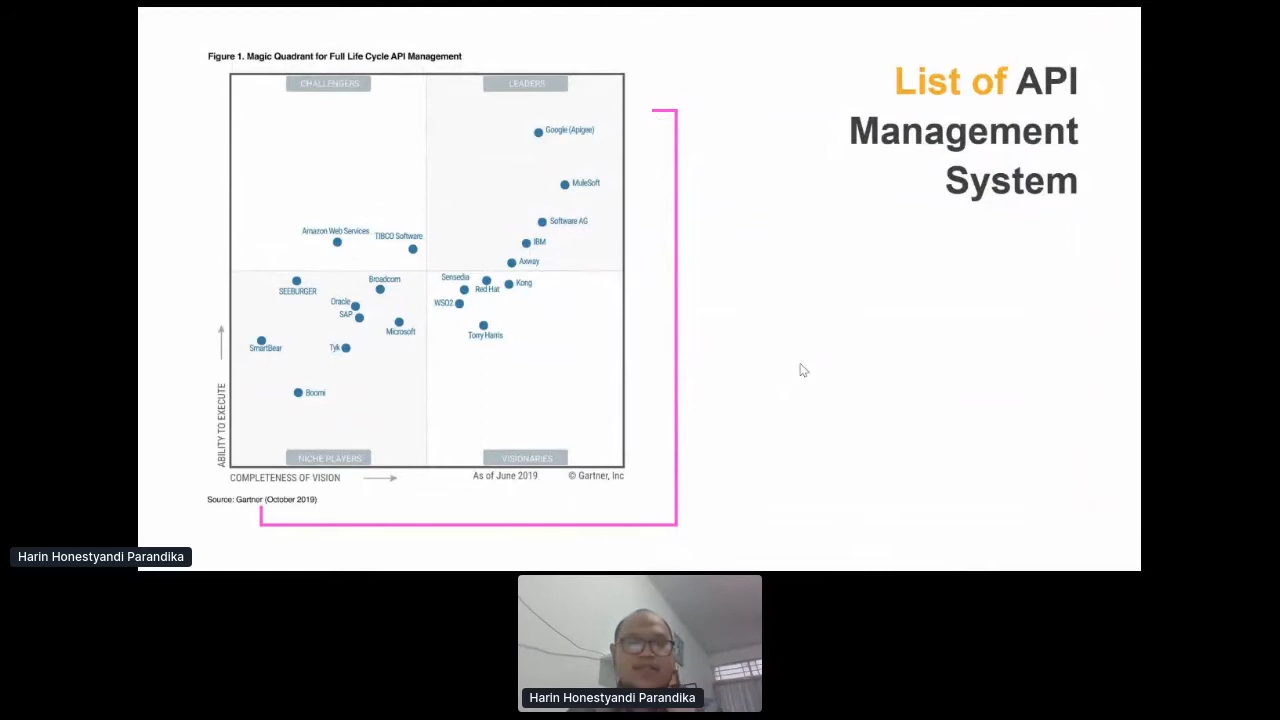 Figure 1. Magic Quadrant for Full Life Cycle API Management
List of API
Management
System
CHALLENGERS
LEADERS
Google (Apigee)
MuleSoft
Software AG
Amazon Web Services
TIBCO Software
IBM
Axway
SEEBURGER
Broadcom
Sensedia
Red Hat
Kong
Oracle
SAP
WSO2
Microsoft
Torry Harris
SmartBear
Tyk
Boomi
ABILITY TO EXECUTE
NICHE PLAYERS
VISIONARIES
COMPLETENESS OF VISION
As of June 2019
© Gartner, Inc
Source: Gartner (October 2019)
Harin Honestyandi Parandika
Harin Honestyandi Parandika